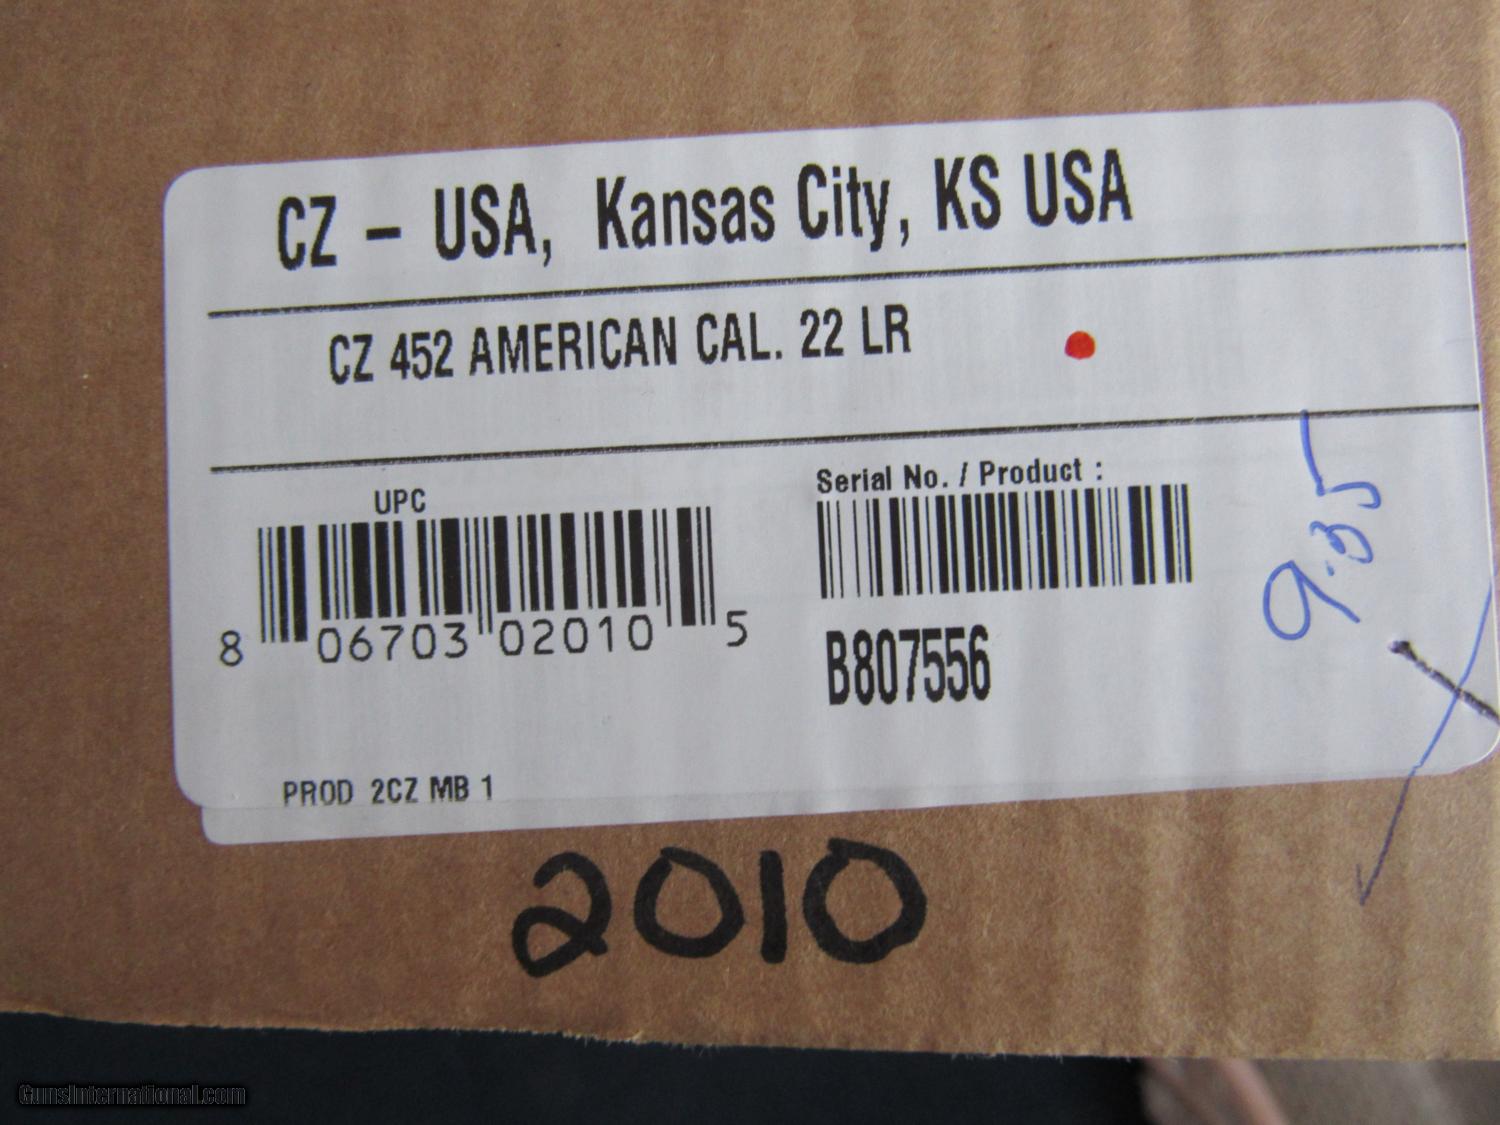 CZ – USA, Kansas City, KS USA
CZ 452 AMERICAN CAL. 22 LR
UPC
8 06703 02010 5
Serial No. / Product :
B807556
9.35
PROD 2CZ MB 1
2010
GunsInternational.com